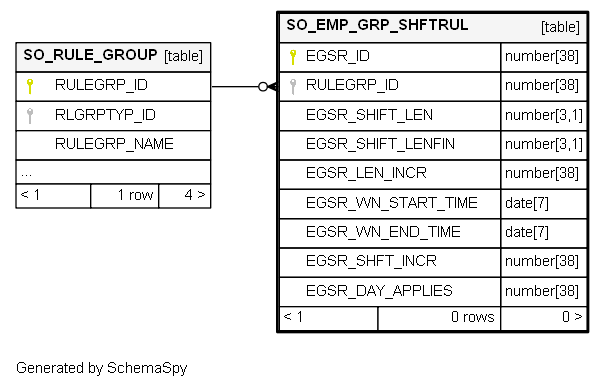 SO_RULE_GROUP [table]
RULEGRP_ID
RLGRPTYP_ID
RULEGRP_NAME
...
< 1 1 row 4 >
SO_EMP_GRP_SHFTRUL [table]
EGSR_ID number[38]
RULEGRP_ID number[38]
EGSR_SHIFT_LEN number[3,1]
EGSR_SHIFT_LENFIN number[3,1]
EGSR_LEN_INCR number[38]
EGSR_WN_START_TIME date[7]
EGSR_WN_END_TIME date[7]
EGSR_SHFT_INCR number[38]
EGSR_DAY_APPLIES number[38]
< 1 0 rows 0 >
Generated by SchemaSpy